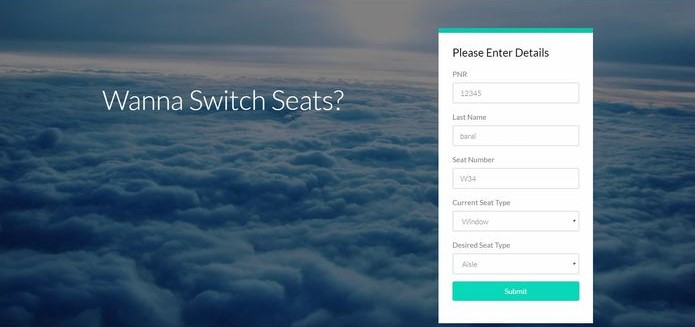 Wanna Switch Seats?
Please Enter Details
PNR
12345
Last Name
baral
Seat Number
W34
Current Seat Type
Window
Desired Seat Type
Aisle
Submit